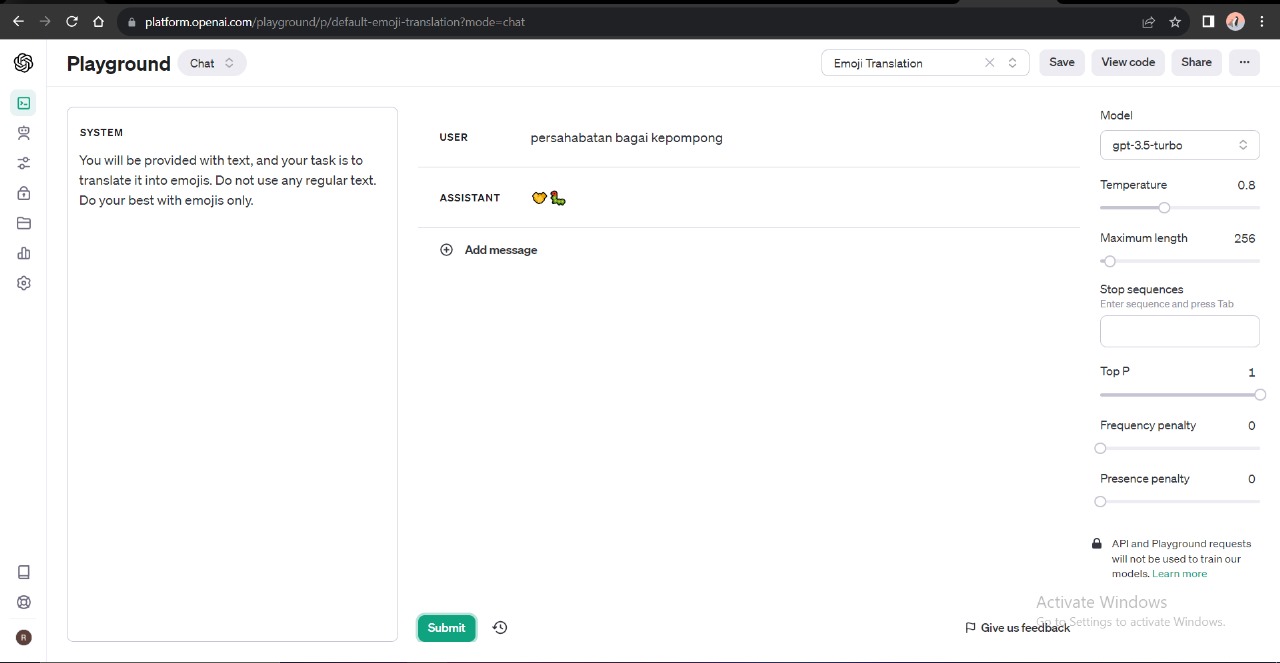 platform.openai.com/playground/p/default-emoji-translation?mode=chat
Playground
Chat
Emoji Translation
Save
View code
Share
...
SYSTEM
You will be provided with text, and your task is to
translate it into emojis. Do not use any regular text.
Do your best with emojis only.
USER
persahabatan bagai kepompong
ASSISTANT
Add message
Model
gpt-3.5-turbo
Temperature 0.8
Maximum length 256
Stop sequences
Enter sequence and press Tab
Top P 1
Frequency penalty 0
Presence penalty 0
API and Playground requests
will not be used to train our
models. Learn more
Activate Windows
Go to Settings to activate Windows.
Submit
Give us feedback
R